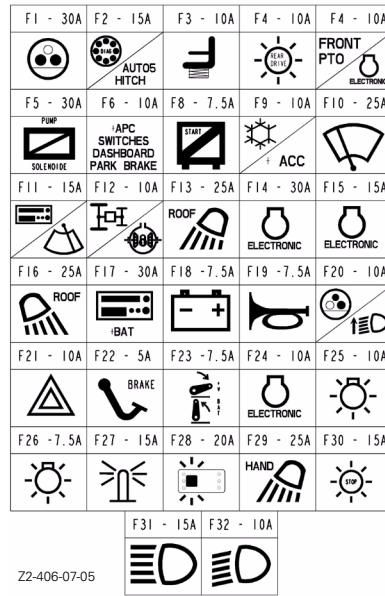 F1 - 30A F2 - 15A F3 - 10A F4 - 10A F4 - 10A
DIAG
AUTO5
HITCH
REAR
DRIVE
FRONT
PTO
ELECTRONIC
F5 - 30A F6 - 10A F8 - 7.5A F9 - 10A F10 - 25A
PUMP
SOLENOIDE
+APC
SWITCHES
DASHBOARD
PARK BRAKE
START
+ ACC
F11 - 15A F12 - 10A F13 - 25A F14 - 30A F15 - 15A
ROOF
ELECTRONIC
ELECTRONIC
F16 - 25A F17 - 30A F18 -7.5A F19 -7.5A F20 - 10A
ROOF
+BAT
- +
F21 - 10A F22 - 5A F23 -7.5A F24 - 10A F25 - 10A
BRAKE
ELECTRONIC
F26 -7.5A F27 - 15A F28 - 20A F29 - 25A F30 - 15A
HAND
STOP
F31 - 15A F32 - 10A
Z2-406-07-05